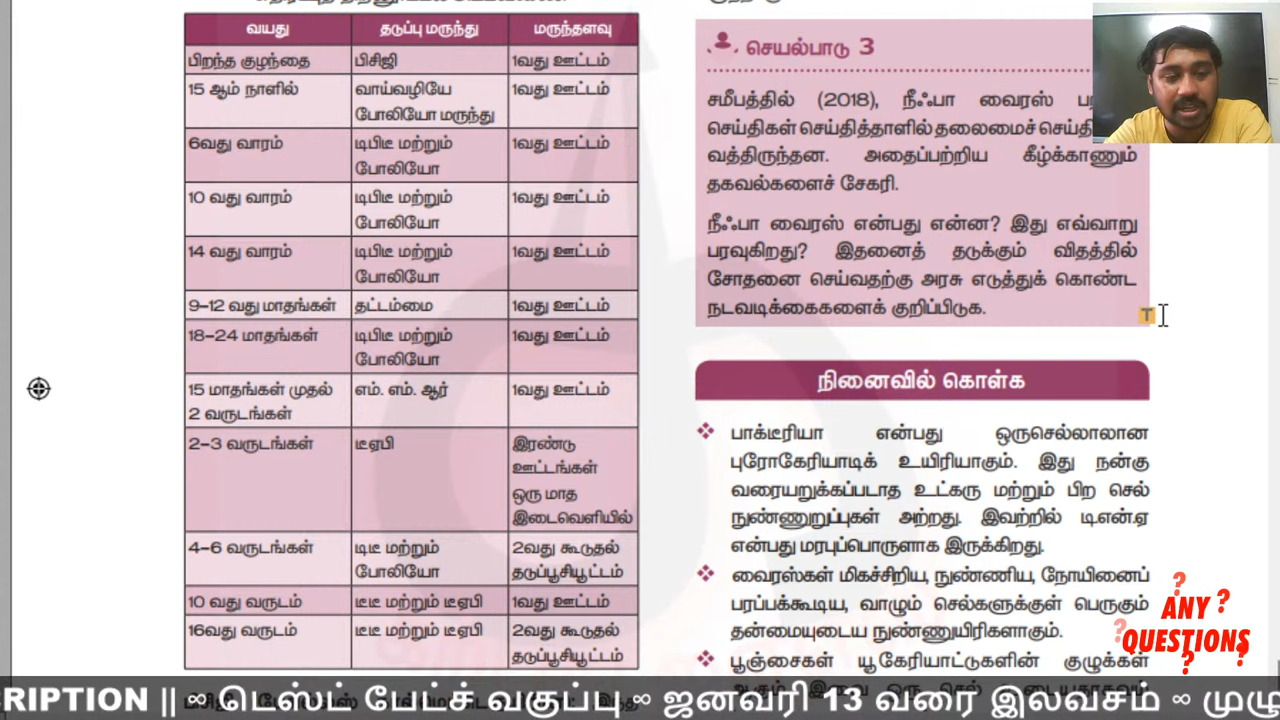 வயது தடுப்பு மருந்து மருந்தளவு
பிறந்த குழந்தை பிசிஜி 1வது ஊட்டம்
15 ஆம் நாளில் வாய்வழியே போலியோ மருந்து 1வது ஊட்டம்
6வது வாரம் டிபிடீ மற்றும் போலியோ 1வது ஊட்டம்
10 வது வாரம் டிபிடீ மற்றும் போலியோ 1வது ஊட்டம்
14 வது வாரம் டிபிடீ மற்றும் போலியோ 1வது ஊட்டம்
9–12 வது மாதங்கள் தட்டம்மை 1வது ஊட்டம்
18–24 மாதங்கள் டிபிடீ மற்றும் போலியோ 1வது ஊட்டம்
15 மாதங்கள் முதல் 2 வருடங்கள் எம். எம். ஆர் 1வது ஊட்டம்
2–3 வருடங்கள் டீஏபி இரண்டு ஊட்டங்கள் ஒரு மாத இடைவெளியில்
4–6 வருடங்கள் டிடீ மற்றும் போலியோ 2வது கூடுதல் தடுப்பூசியூட்டம்
10 வது வருடம் டீடீ மற்றும் டீஏபி 1வது ஊட்டம்
16வது வருடம் டீடீ மற்றும் டீஏபி 2வது கூடுதல் தடுப்பூசியூட்டம்
செயல்பாடு 3
சமீபத்தில் (2018), நீஃபா வைரஸ்
செய்திகள் செய்தித்தாளில் தலைமைச்
வத்திருந்தன. அதைப்பற்றிய கீழ்க்காணும்
தகவல்களைச் சேகரி.
நீஃபா வைரஸ் என்பது என்ன? இது எவ்வாறு
பரவுகிறது? இதனைத் தடுக்கும் விதத்தில்
சோதனை செய்வதற்கு அரசு எடுத்துக் கொண்ட
நடவடிக்கைகளைக் குறிப்பிடுக.
T
நினைவில் கொள்க
❖ பாக்டீரியா என்பது ஒருசெல்லாலான
புரோகேரியாடிக் உயிரியாகும். இது நன்கு
வரையறுக்கப்படாத உட்கரு மற்றும் பிற செல்
நுண்ணுறுப்புகள் அற்றது. இவற்றில் டி.என்.ஏ
என்பது மரபுப்பொருளாக இருக்கிறது.
❖ வைரஸ்கள் மிகச்சிறிய, நுண்ணிய, நோயினைப்
பரப்பக்கூடிய, வாழும் செல்களுக்குள் பெருகும்
தன்மையுடைய நுண்ணுயிரிகளாகும்.
❖ பூஞ்சைகள் யூகேரியாட்டுகளின் குழுக்கள்
? ANY ?
? QUESTIONS
?
CRIPTION || ∞ டெஸ்ட் பேட்ச் வகுப்பு ∞ ஜனவரி 13 வரை இலவசம் ∞ முழு